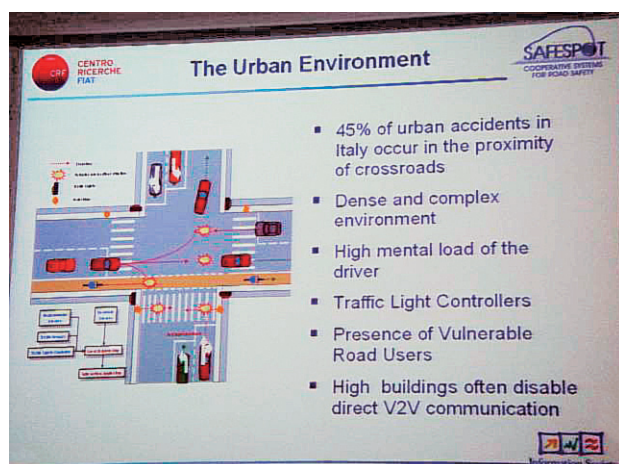 CRF
CENTRO
RICERCHE
FIAT
The Urban Environment
SAFESPOT
COOPERATIVE SYSTEMS
FOR ROAD SAFETY
45% of urban accidents in
Italy occur in the proximity
of crossroads
Dense and complex
environment
High mental load of the
driver
Traffic Light Controllers
Presence of Vulnerable
Road Users
High buildings often disable
direct V2V communication